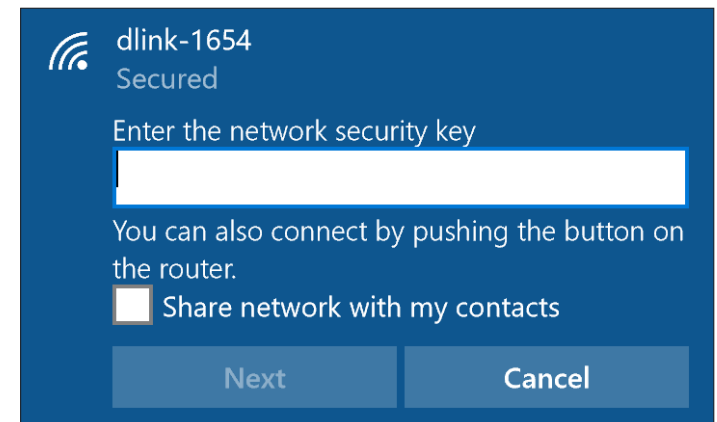 dlink-1654
Secured
Enter the network security key
You can also connect by pushing the button on
the router.
Share network with my contacts
Next
Cancel